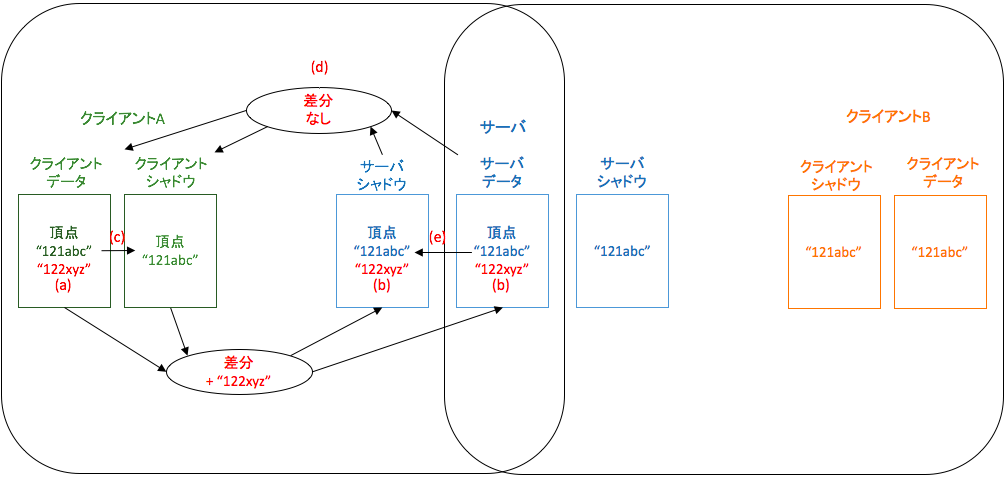 (d)
差分
なし
クライアントA
サーバ
クライアントB
クライアント
データ
クライアント
シャドウ
サーバ
シャドウ
サーバ
データ
サーバ
シャドウ
クライアント
シャドウ
クライアント
データ
頂点
“121abc”
“122xyz”
(a)
(c)
頂点
“121abc”
頂点
“121abc”
“122xyz”
(b)
(e)
頂点
“121abc”
“122xyz”
(b)
“121abc”
“121abc”
“121abc”
差分
+ “122xyz”